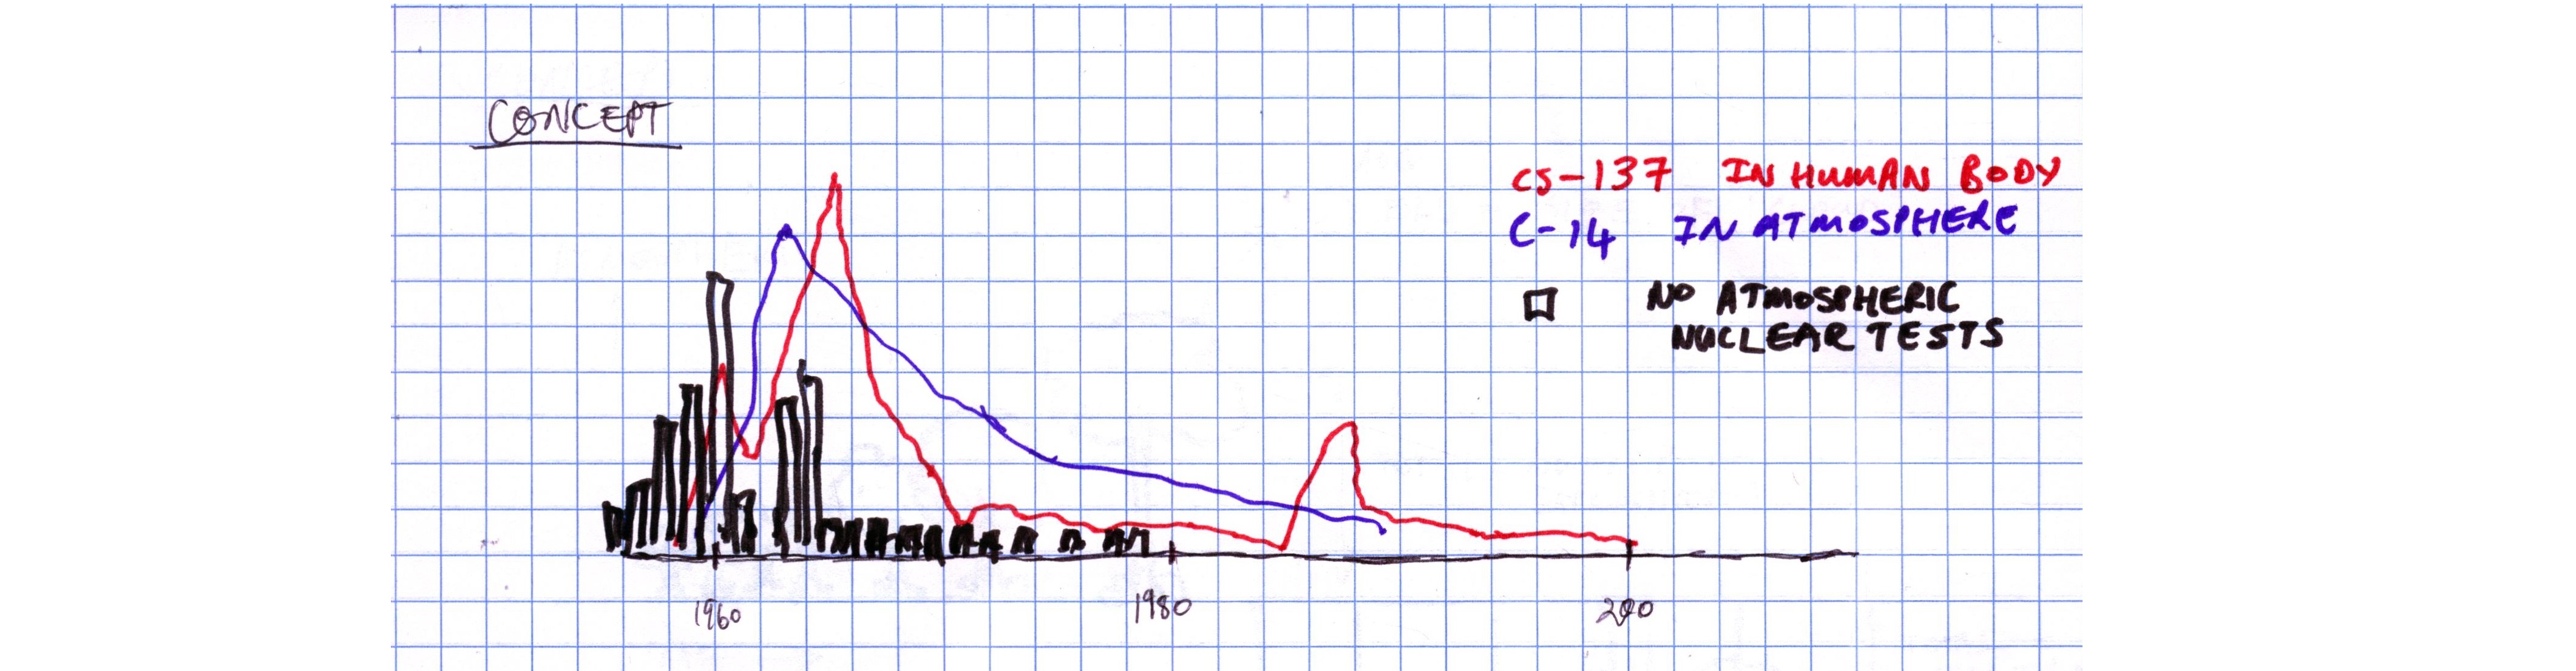 CONCEPT
CS-137 IN HUMAN BODY
C-14 IN ATMOSPHERE
NO ATMOSPHERIC
NUCLEAR TESTS
1960
1980
2000